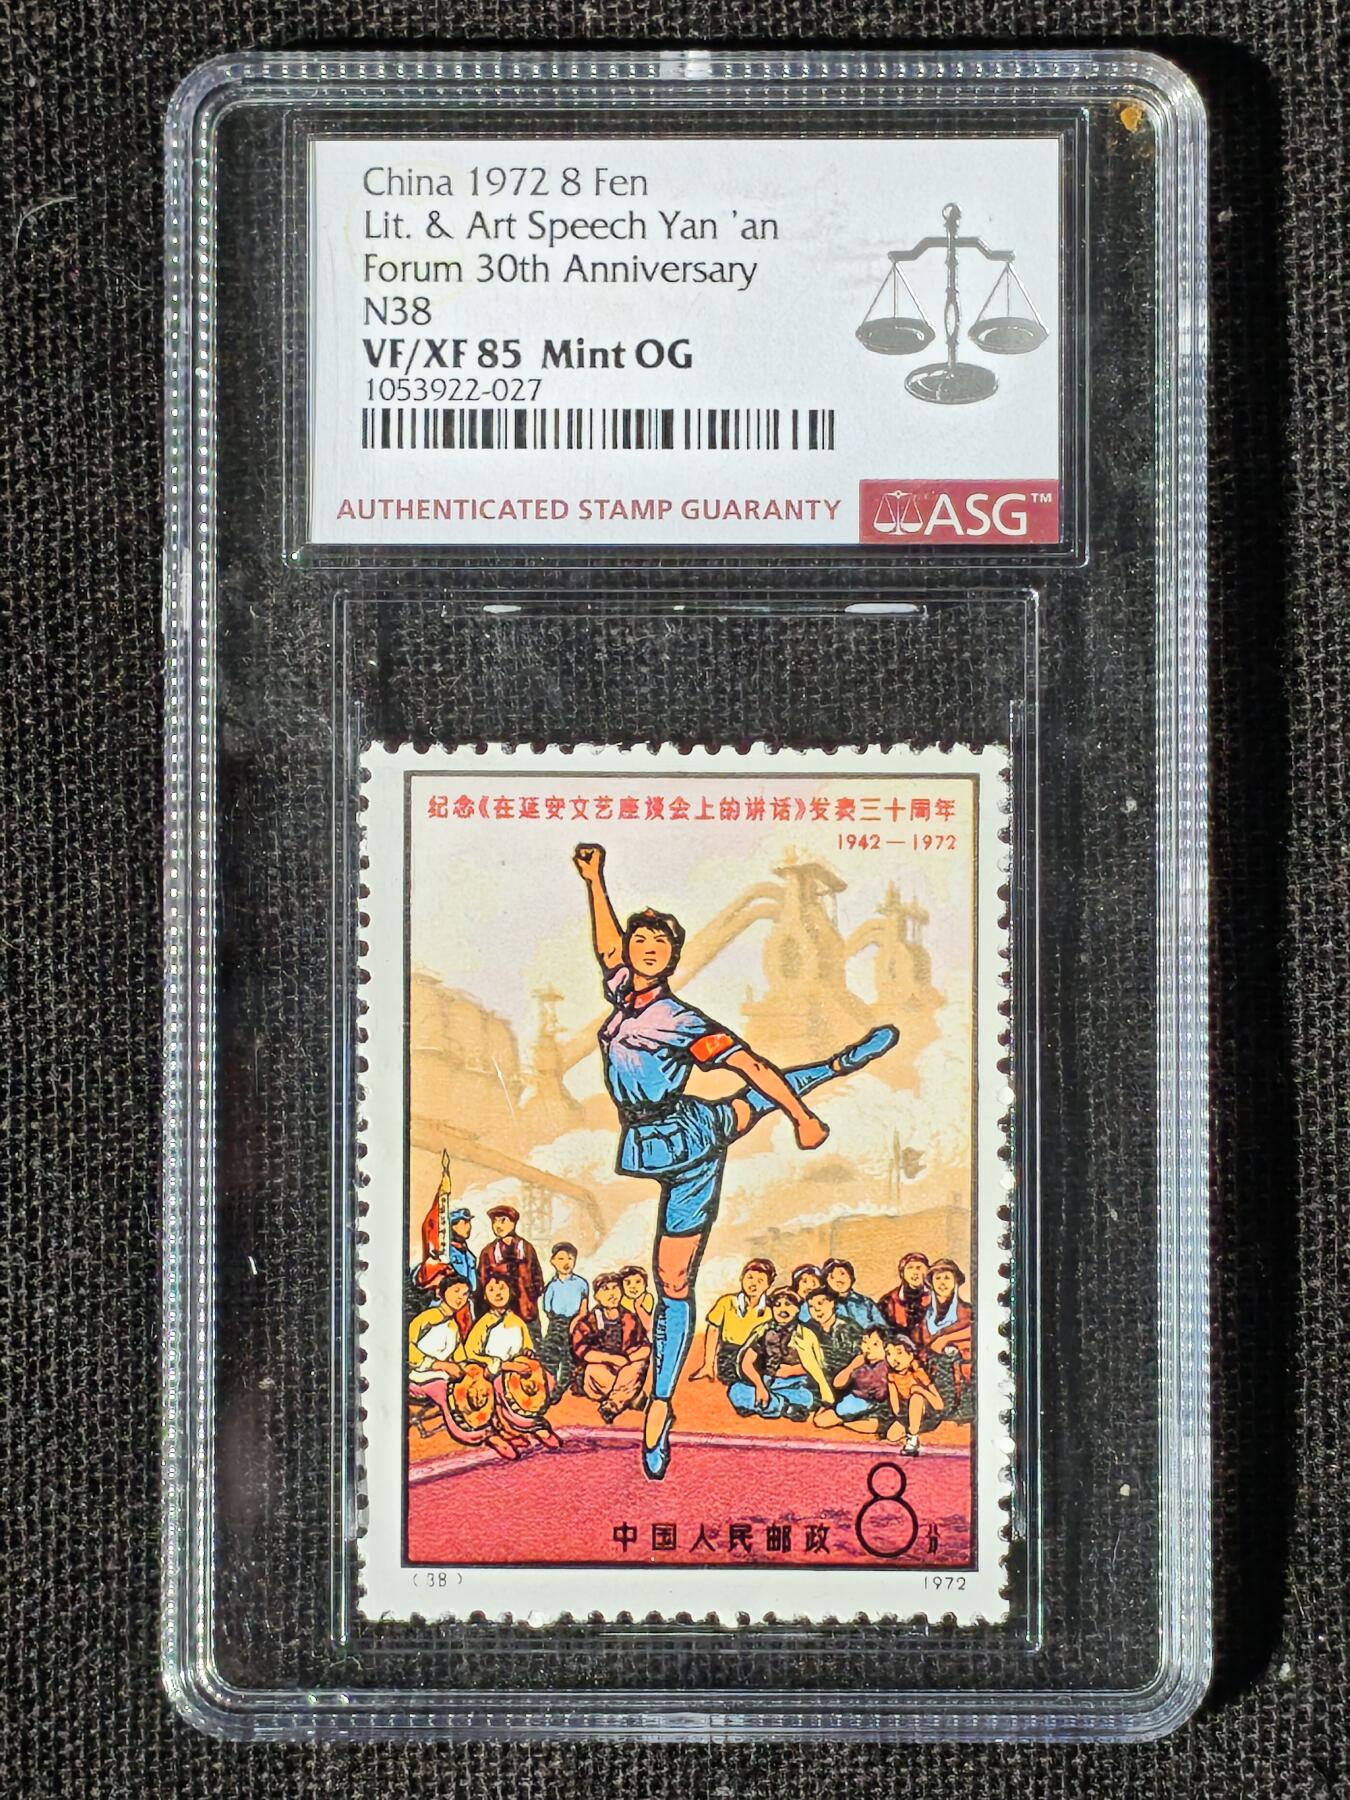 China 1972 8 Fen
Lit. & Art Speech Yan 'an
Forum 30th Anniversary
N38
VF/XF 85 Mint OG
1053922-027
AUTHENTICATED STAMP GUARANTY
ASG™
纪念《在延安文艺座谈会上的讲话》发表三十周年
1942—1972
中国人民邮政 8分
(38)
1972